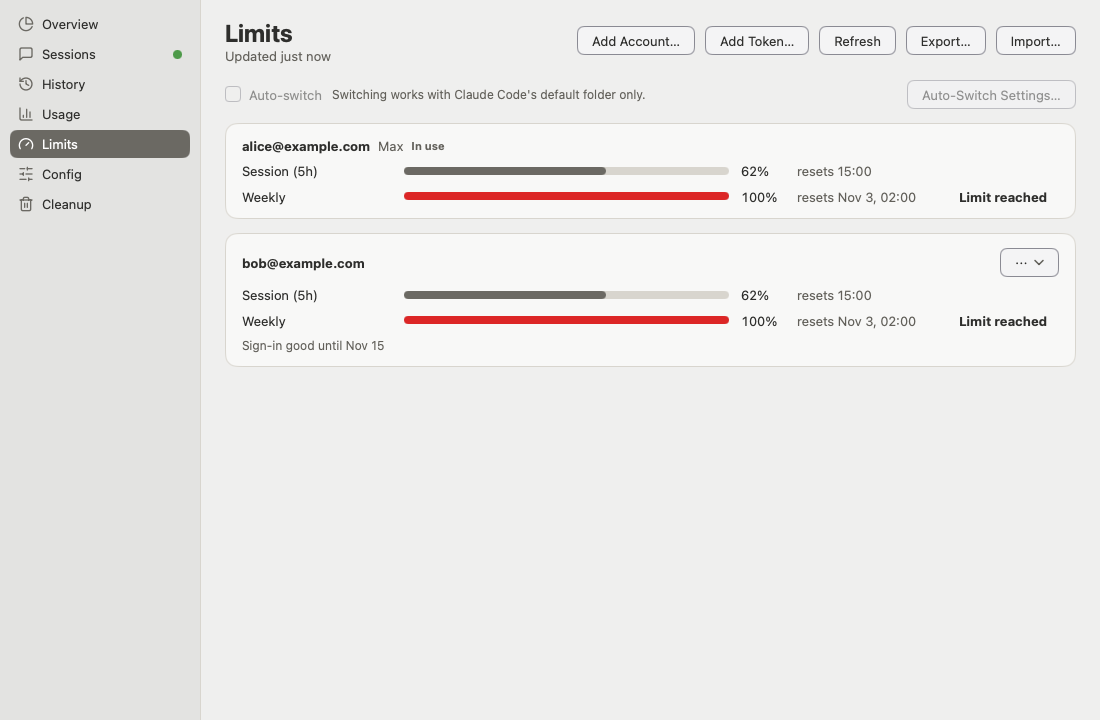 Overview
Sessions
History
Usage
Limits
Config
Cleanup
Limits
Updated just now
Add Account...
Add Token...
Refresh
Export...
Import...
Auto-switch Switching works with Claude Code's default folder only.
Auto-Switch Settings...
alice@example.com Max In use
Session (5h) 62% resets 15:00
Weekly 100% resets Nov 3, 02:00 Limit reached
bob@example.com
...
Session (5h) 62% resets 15:00
Weekly 100% resets Nov 3, 02:00 Limit reached
Sign-in good until Nov 15